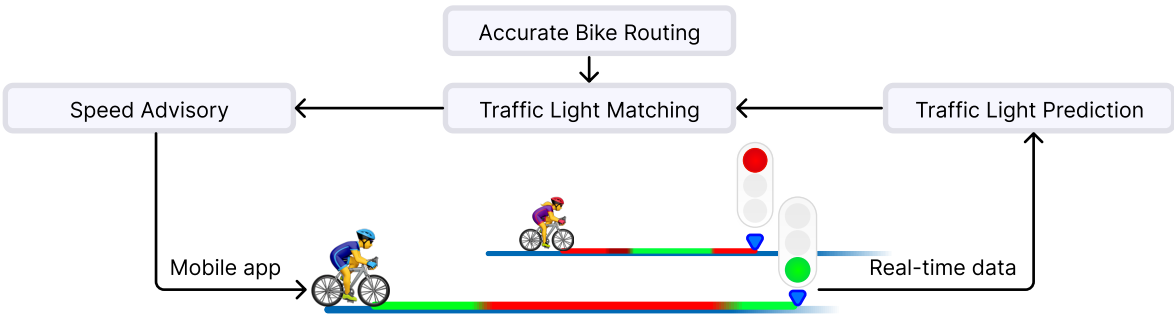 Accurate Bike Routing
Speed Advisory
Traffic Light Matching
Traffic Light Prediction
Mobile app
Real-time data